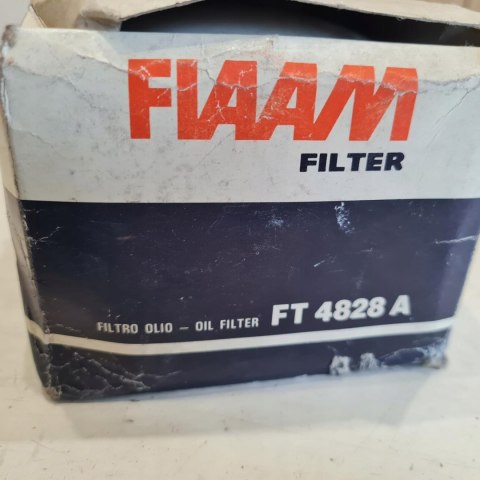 FIAAM
FILTER
FILTRO OLIO - OIL FILTER FT 4828 A